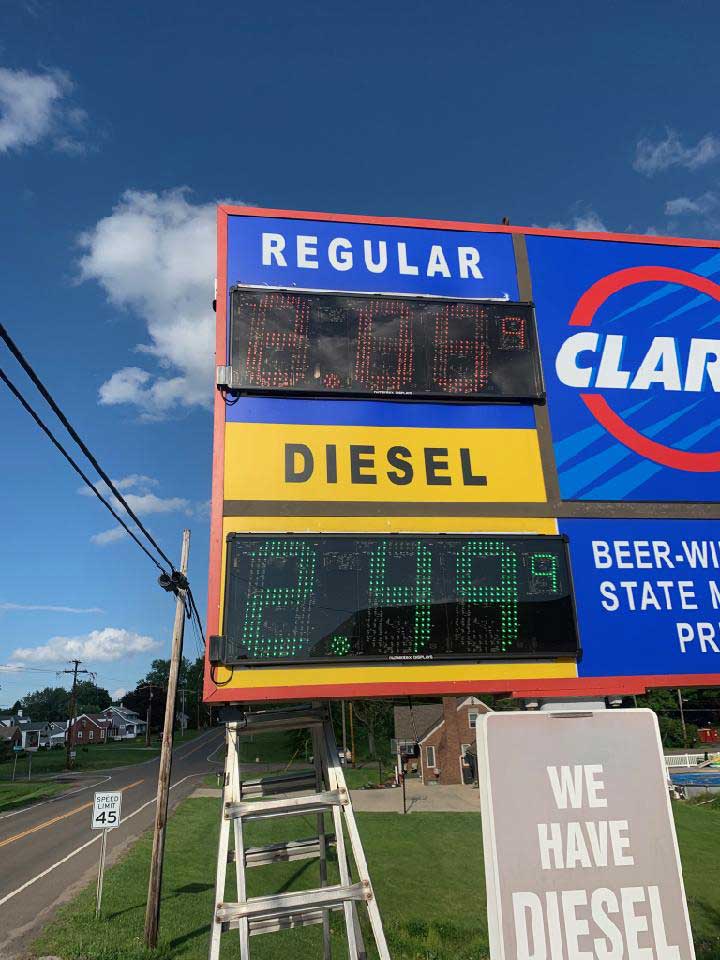 REGULAR
DIESEL
2.49 9
CLAR
BEER-WI
STATE
PR
SPEED
LIMIT
45
WE
HAVE
DIESEL